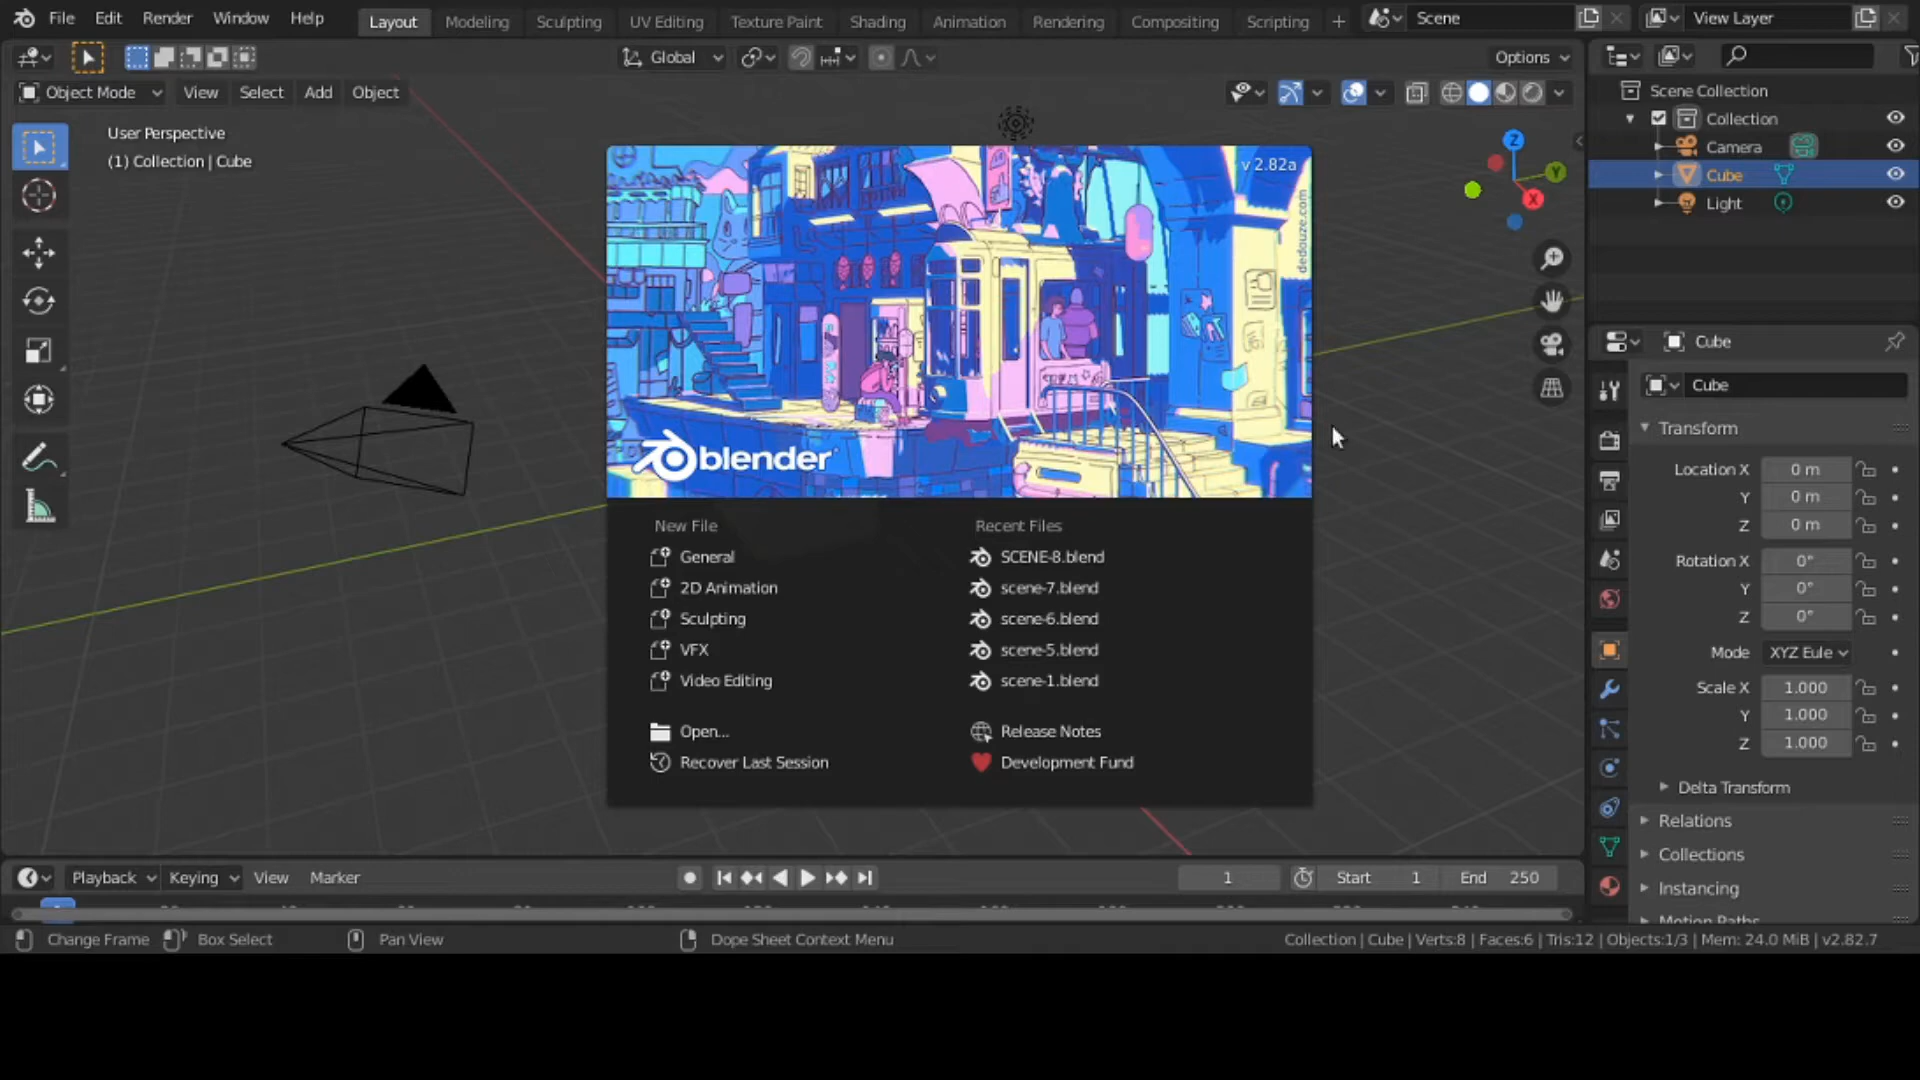 File Edit Render Window Help Layout Modeling Sculpting UV Editing Texture Paint Shading Animation Rendering Compositing Scripting + Scene View Layer
Global Options
Object Mode View Select Add Object
User Perspective
(1) Collection | Cube
Z
Y
X
Scene Collection
Collection
Camera
Cube
Light
v 2.82a
dedouze.com
blender
New File
General
2D Animation
Sculpting
VFX
Video Editing
Open...
Recover Last Session
Recent Files
SCENE-8.blend
scene-7.blend
scene-6.blend
scene-5.blend
scene-1.blend
Release Notes
Development Fund
Cube
Cube
Transform
Location X 0 m
Y 0 m
Z 0 m
Rotation X 0°
Y 0°
Z 0°
Mode XYZ Eule
Scale X 1.000
Y 1.000
Z 1.000
Delta Transform
Relations
Collections
Instancing
Motion Paths
Playback Keying View Marker 1 Start 1 End 250
Change Frame Box Select Pan View Dope Sheet Context Menu Collection | Cube | Verts:8 | Faces:6 | Tris:12 | Objects:1/3 | Mem: 24.0 MiB | v2.82.7